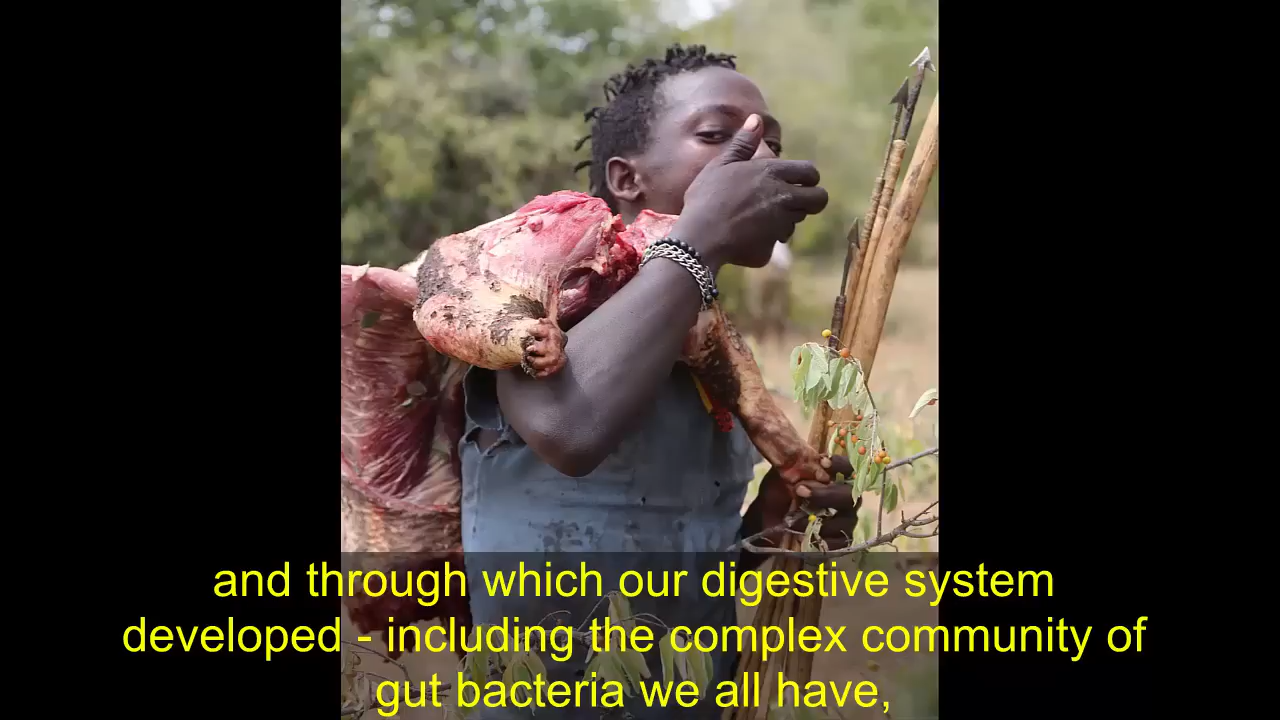 and through which our digestive system
developed - including the complex community of
gut bacteria we all have,